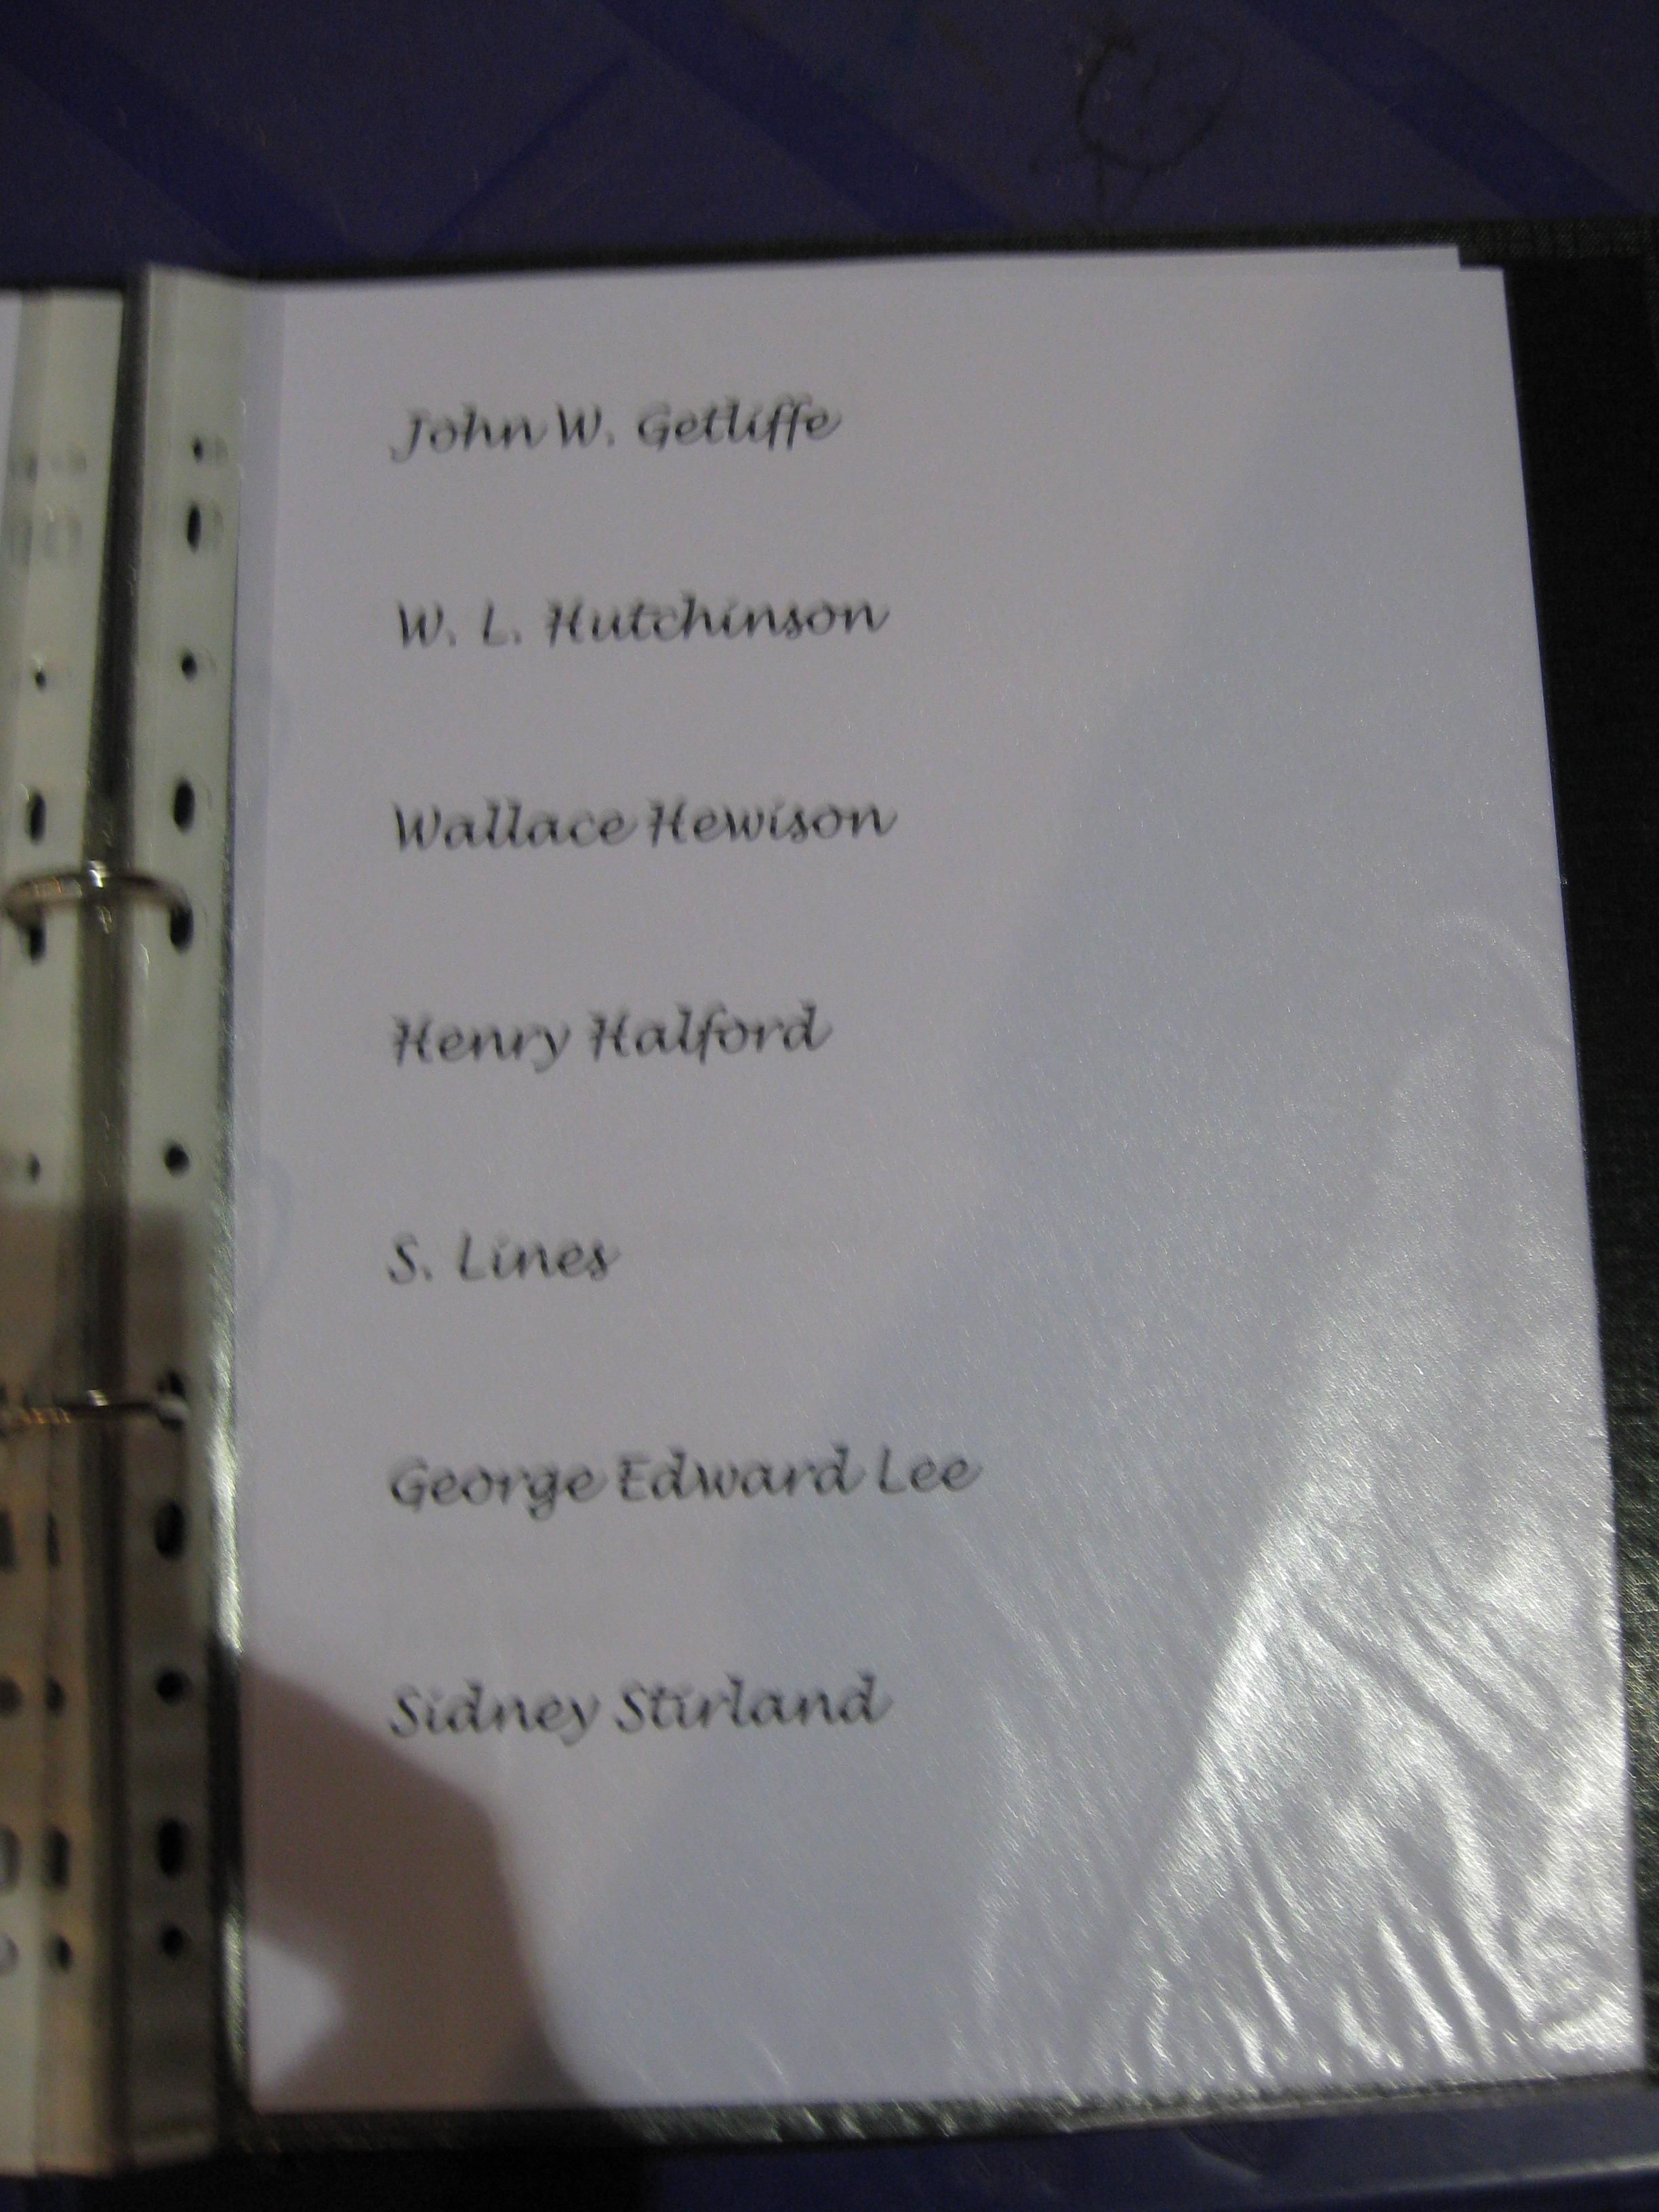 John W. Getliffe
W. L. Hutchinson
Wallace Hewison
Henry Halford
S. Lines
George Edward Lee
Sidney Stirland